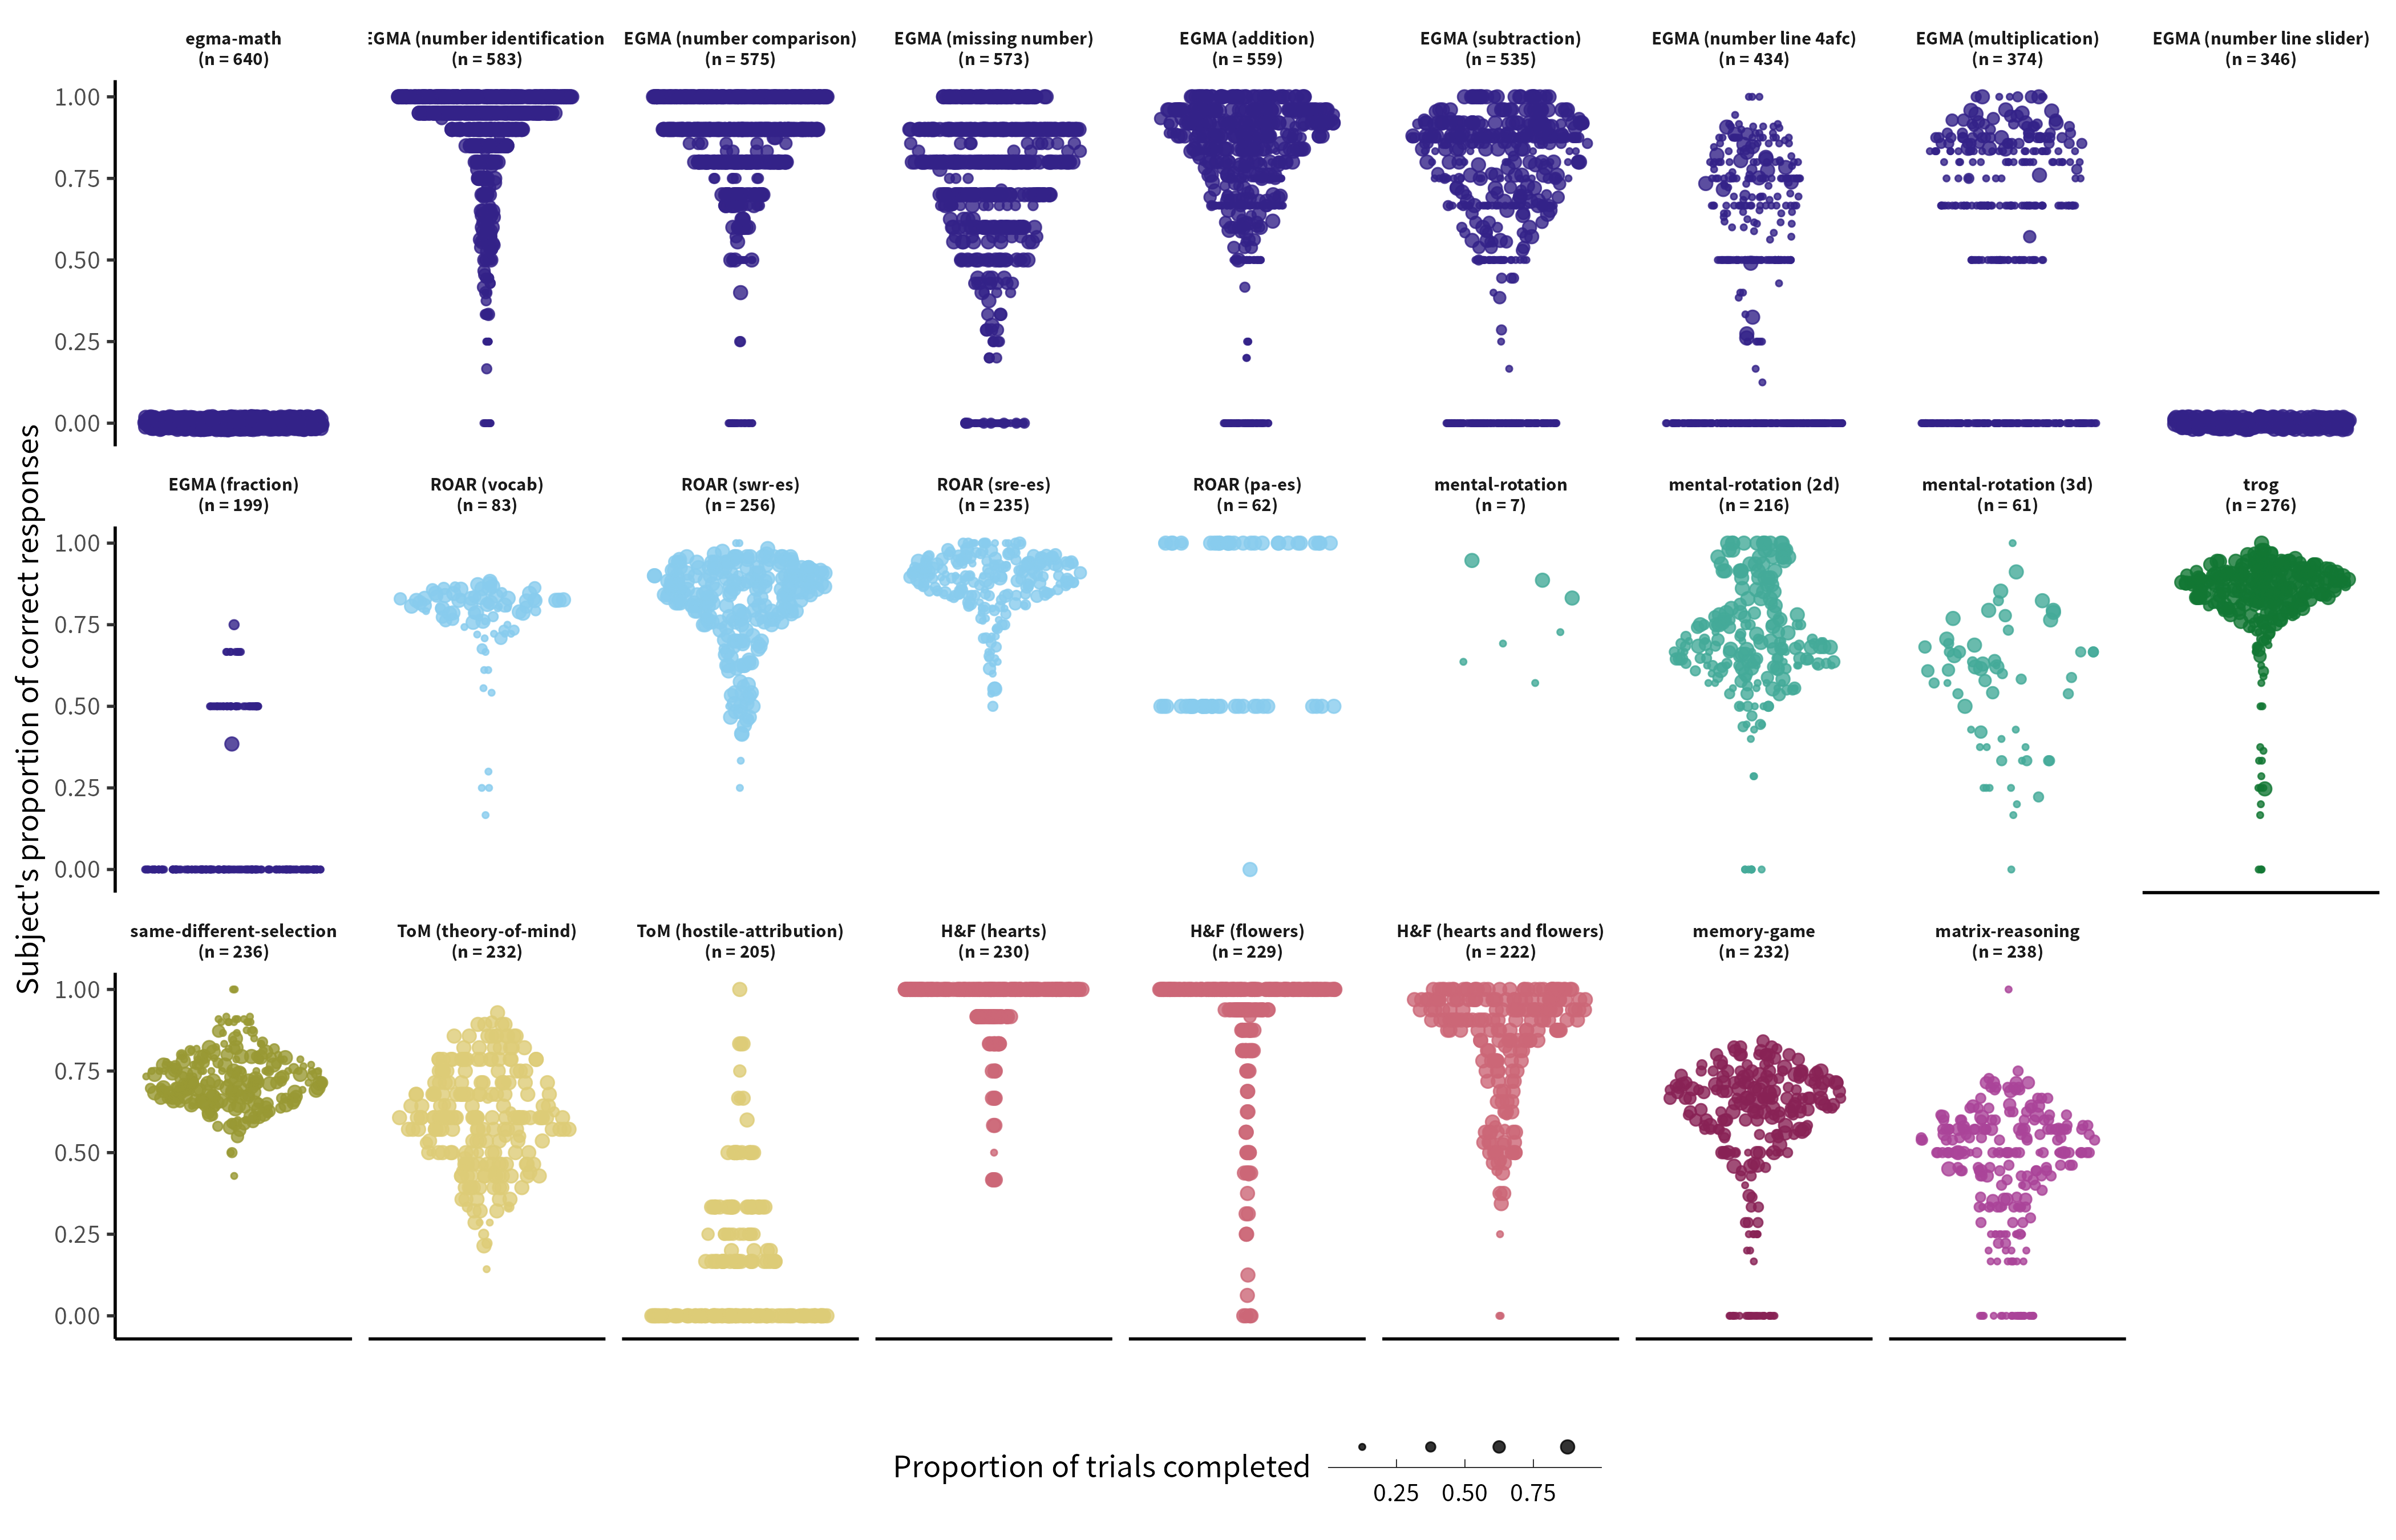 egma-math
(n = 640)
EGMA (number identification
(n = 583)
EGMA (number comparison)
(n = 575)
EGMA (missing number)
(n = 573)
EGMA (addition)
(n = 559)
EGMA (subtraction)
(n = 535)
EGMA (number line 4afc)
(n = 434)
EGMA (multiplication)
(n = 374)
EGMA (number line slider)
(n = 346)
1.00
0.75
0.50
0.25
0.00
Subject's proportion of correct responses
EGMA (fraction)
(n = 199)
ROAR (vocab)
(n = 83)
ROAR (swr-es)
(n = 256)
ROAR (sre-es)
(n = 235)
ROAR (pa-es)
(n = 62)
mental-rotation
(n = 7)
mental-rotation (2d)
(n = 216)
mental-rotation (3d)
(n = 61)
trog
(n = 276)
1.00
0.75
0.50
0.25
0.00
same-different-selection
(n = 236)
ToM (theory-of-mind)
(n = 232)
ToM (hostile-attribution)
(n = 205)
H&F (hearts)
(n = 230)
H&F (flowers)
(n = 229)
H&F (hearts and flowers)
(n = 222)
memory-game
(n = 232)
matrix-reasoning
(n = 238)
1.00
0.75
0.50
0.25
0.00
Proportion of trials completed
0.25 0.50 0.75